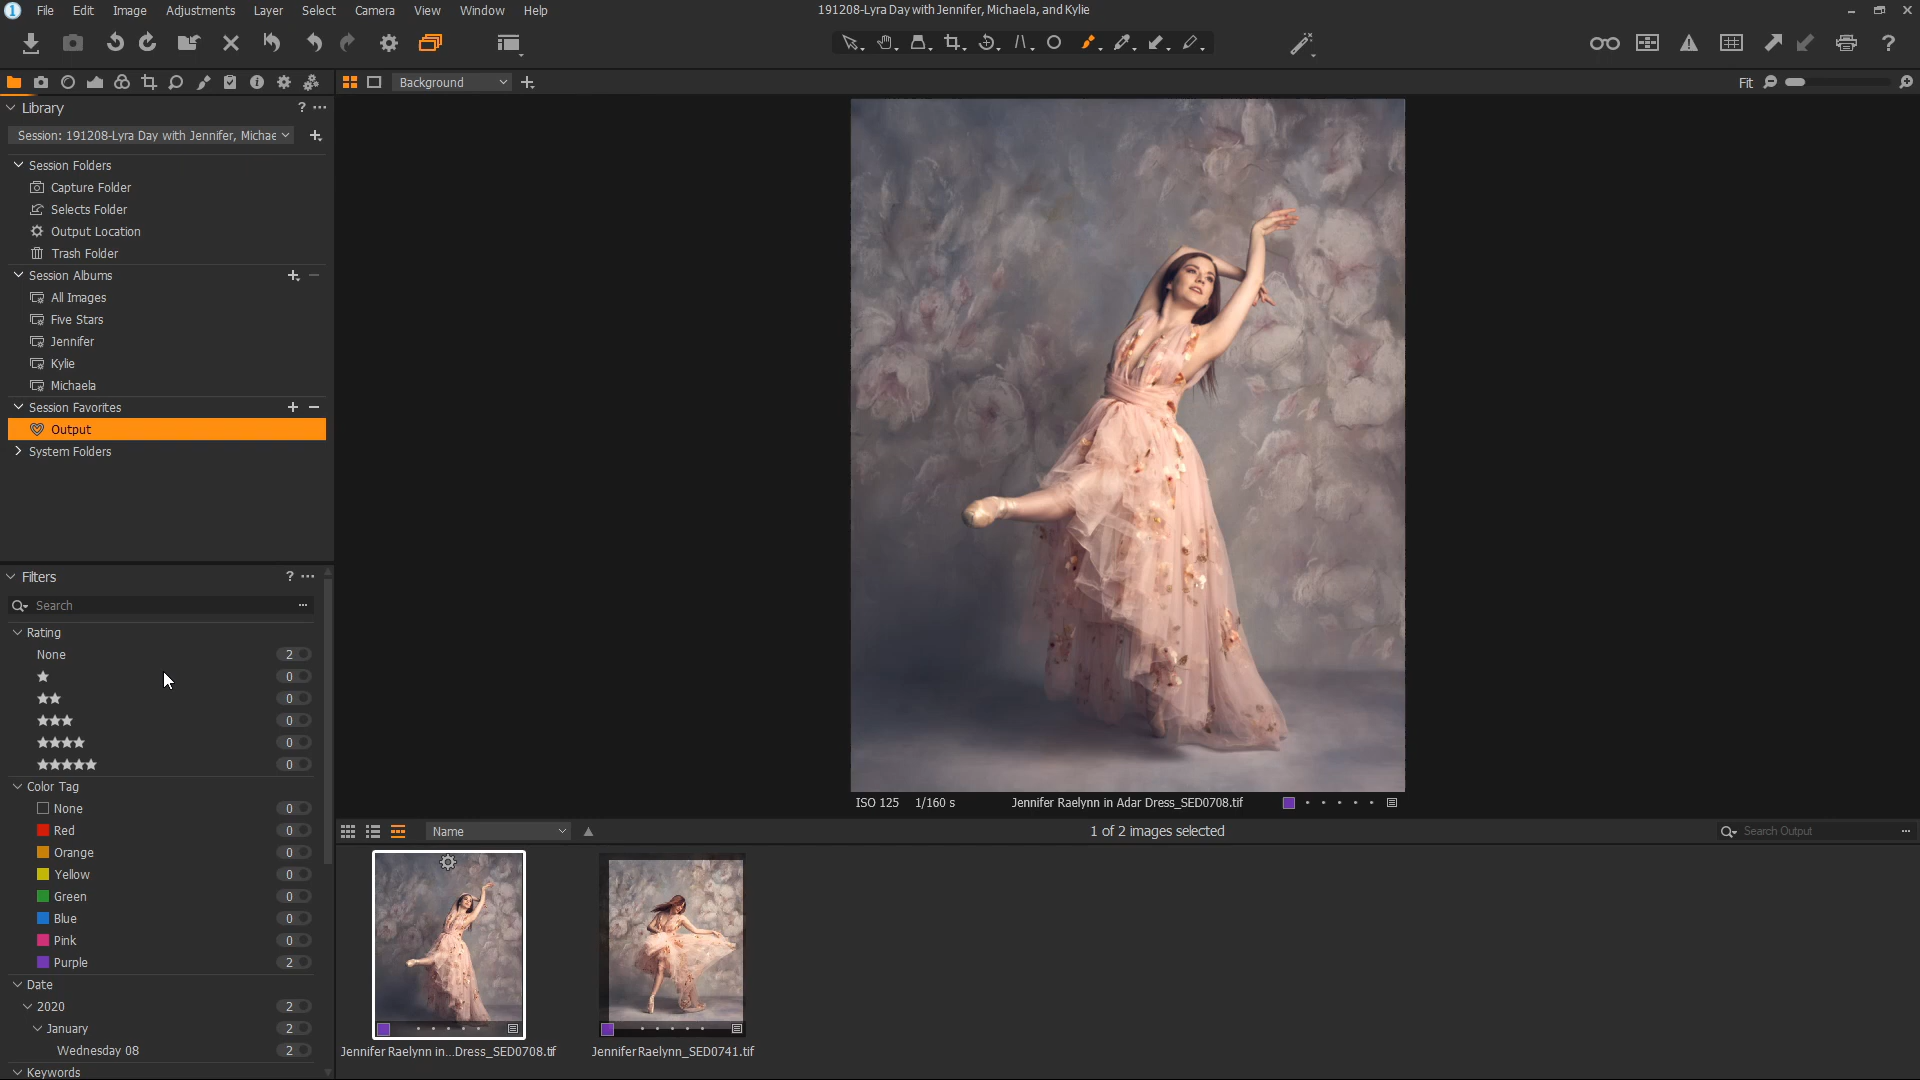 File Edit Image Adjustments Layer Select Camera View Window Help
191208-Lyra Day with Jennifer, Michaela, and Kylie
Background
Fit
Library
Session: 191208-Lyra Day with Jennifer, Michae
Session Folders
Capture Folder
Selects Folder
Output Location
Trash Folder
Session Albums
All Images
Five Stars
Jennifer
Kylie
Michaela
Session Favorites
Output
System Folders
Filters
Search
Rating
None 2
0
0
0
0
0
Color Tag
None 0
Red 0
Orange 0
Yellow 0
Green 0
Blue 0
Pink 0
Purple 2
Date
2020 2
January 2
Wednesday 08 2
Keywords
ISO 125 1/160 s Jennifer Raelynn in Adar Dress_SED0708.tif
Name
1 of 2 images selected
Search Output
Jennifer Raelynn in...Dress_SED0708.tif
JenniferRaelynn_SED0741.tif